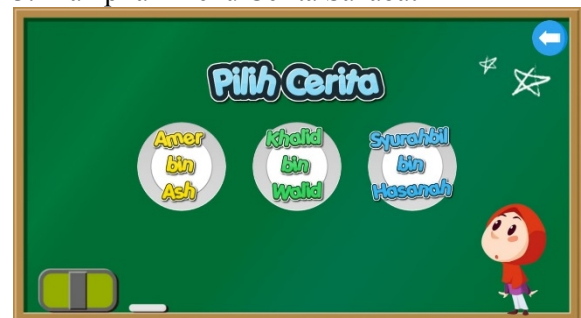 Pilih Cerita
Amer
bin
Ash
Khalid
bin
Walid
Syurahbil
bin
Hasanah